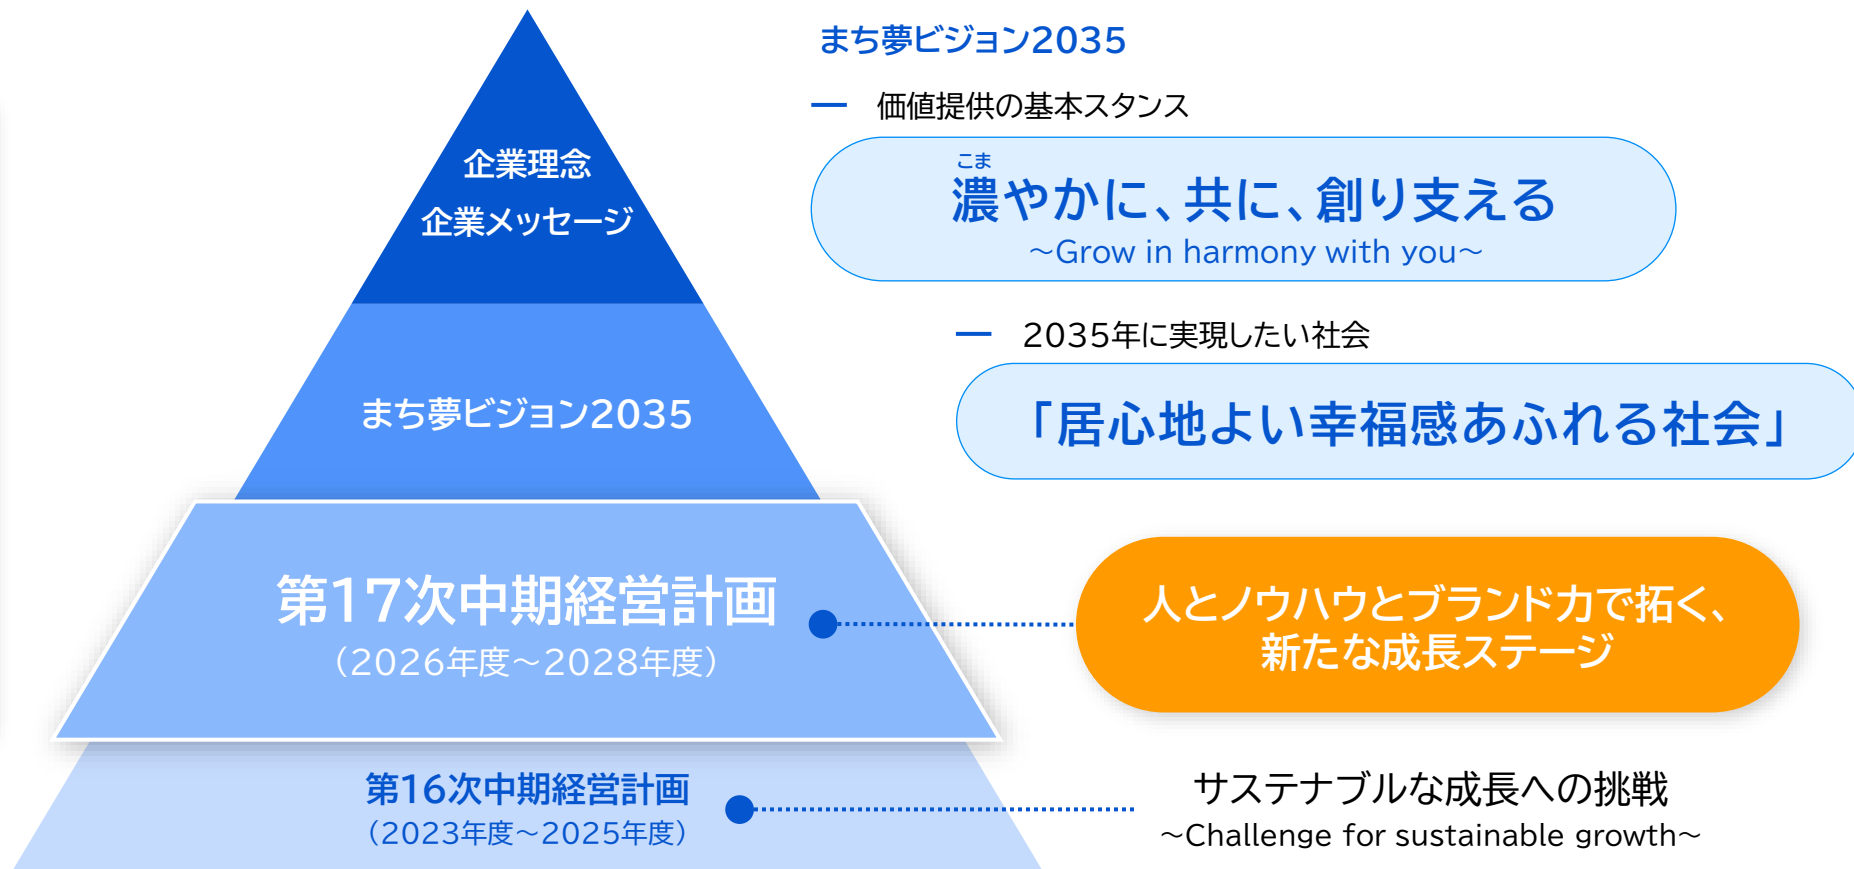 企業理念
企業メッセージ
まち夢ビジョン2035
第17次中期経営計画
（2026年度～2028年度）
第16次中期経営計画
（2023年度～2025年度）
まち夢ビジョン2035
価値提供の基本スタンス
こま
濃やかに、共に、創り支える
～Grow in harmony with you～
2035年に実現したい社会
「居心地よい幸福感あふれる社会」
人とノウハウとブランド力で拓く、
新たな成長ステージ
サステナブルな成長への挑戦
～Challenge for sustainable growth～